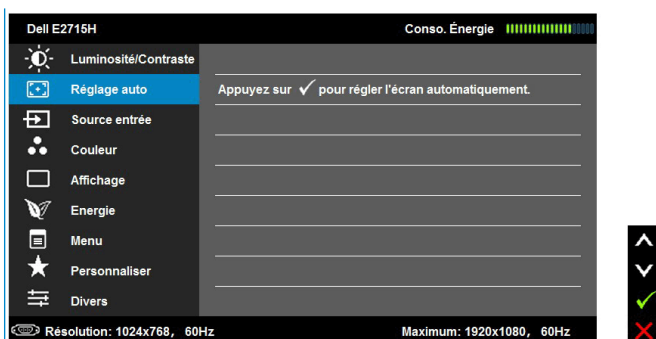 Dell E2715H Conso. Énergie
Luminosité/Contraste
Réglage auto Appuyez sur ✓ pour régler l'écran automatiquement.
Source entrée
Couleur
Affichage
Energie
Menu
Personnaliser
Divers
Résolution: 1024x768, 60Hz Maximum: 1920x1080, 60Hz